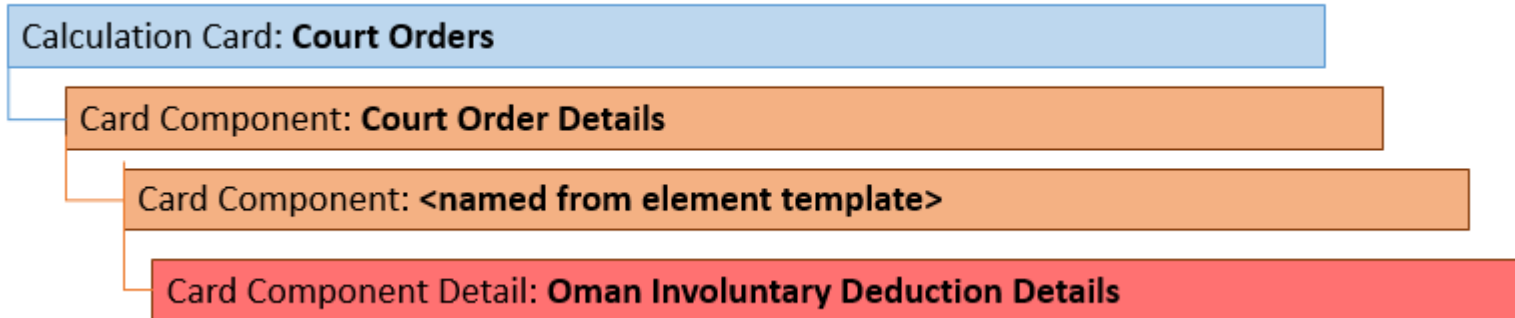 Calculation Card: Court Orders
Card Component: Court Order Details
Card Component: <named from element template>
Card Component Detail: Oman Involuntary Deduction Details